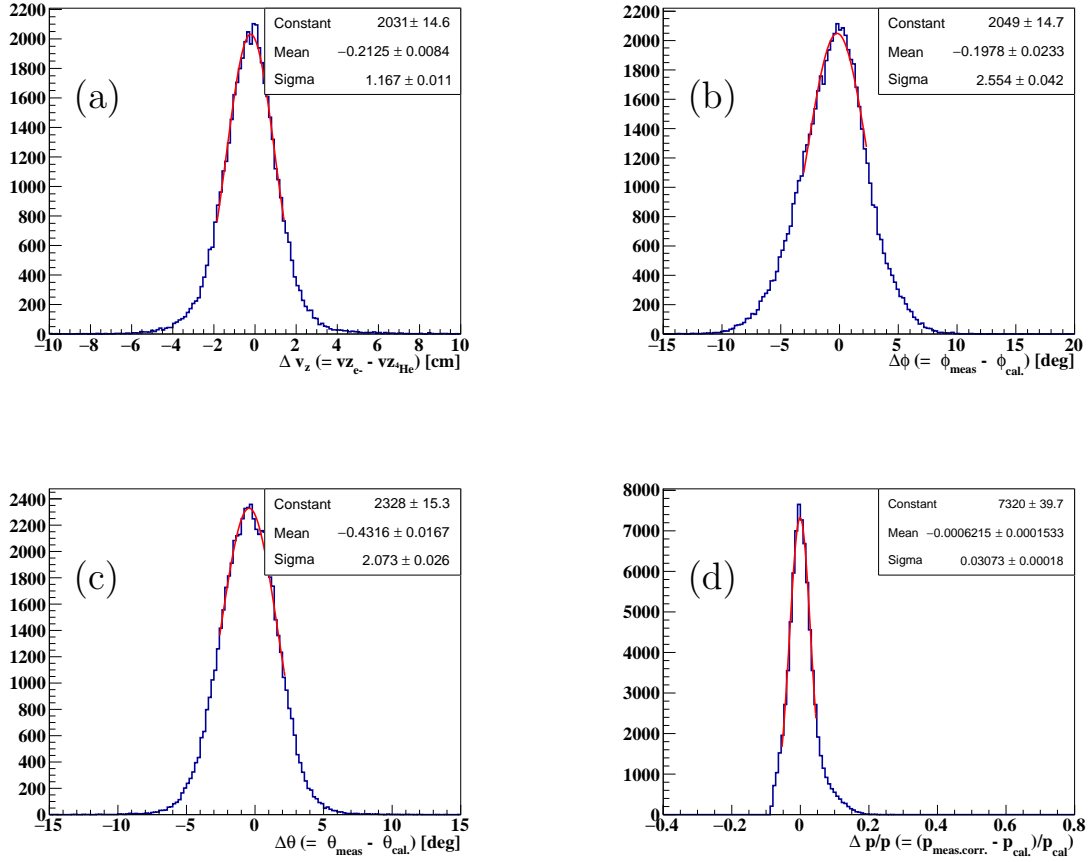 2200
2000
1800
1600
1400
1200
1000
800
600
400
200
0
(a)
Constant 2031 ± 14.6
Mean −0.2125 ± 0.0084
Sigma 1.167 ± 0.011
−10 −8 −6 −4 −2 0 2 4 6 8 10
Δ v_z (= vz_e- - vz_⁴He) [cm]
2200
2000
1800
1600
1400
1200
1000
800
600
400
200
0
(b)
Constant 2049 ± 14.7
Mean −0.1978 ± 0.0233
Sigma 2.554 ± 0.042
−15 −10 −5 0 5 10 15 20
Δϕ (= ϕ_meas - ϕ_cal.) [deg]
2400
2200
2000
1800
1600
1400
1200
1000
800
600
400
200
0
(c)
Constant 2328 ± 15.3
Mean −0.4316 ± 0.0167
Sigma 2.073 ± 0.026
−15 −10 −5 0 5 10 15
Δθ (= θ_meas - θ_cal.) [deg]
8000
7000
6000
5000
4000
3000
2000
1000
0
(d)
Constant 7320 ± 39.7
Mean −0.0006215 ± 0.0001533
Sigma 0.03073 ± 0.00018
−0.4 −0.2 0 0.2 0.4 0.6 0.8
Δ p/p (= (p_meas.corr. - p_cal.)/p_cal)